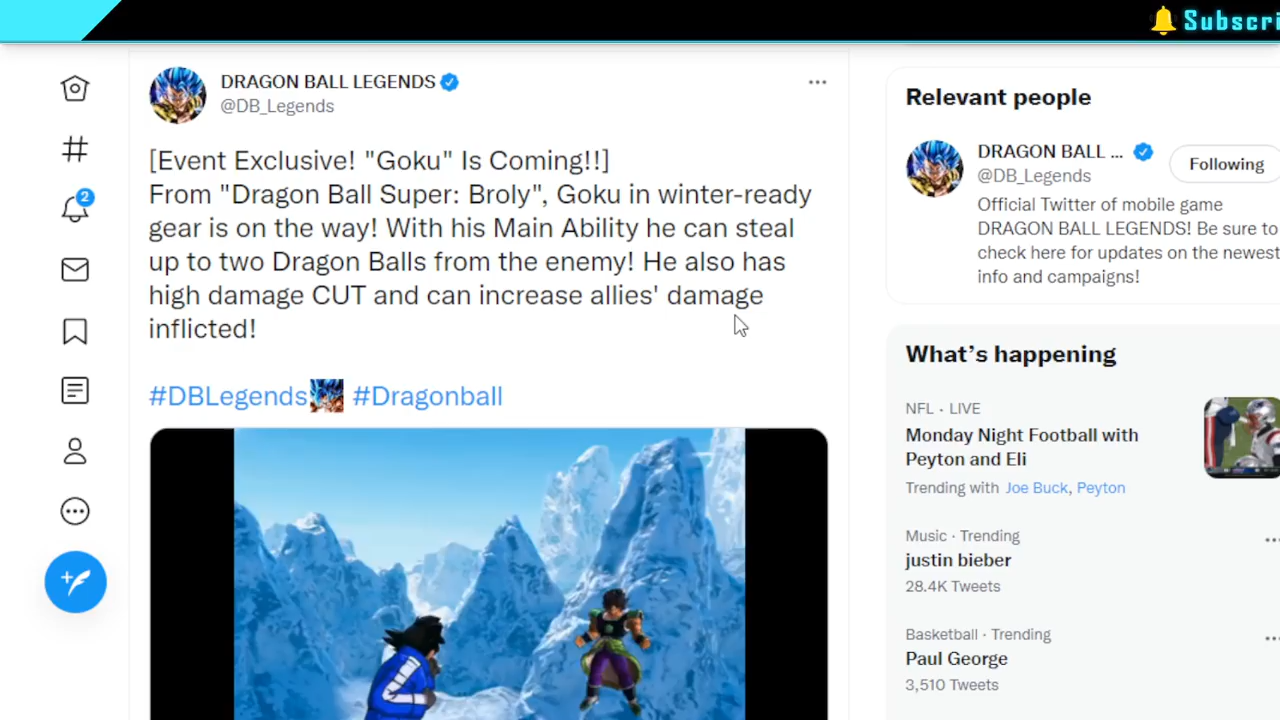 Subscri
DRAGON BALL LEGENDS
@DB_Legends
[Event Exclusive! "Goku" Is Coming!!]
From "Dragon Ball Super: Broly", Goku in winter-ready
gear is on the way! With his Main Ability he can steal
up to two Dragon Balls from the enemy! He also has
high damage CUT and can increase allies' damage
inflicted!
#DBLegends #Dragonball
2
Relevant people
DRAGON BALL ...
@DB_Legends
Following
Official Twitter of mobile game
DRAGON BALL LEGENDS! Be sure to
check here for updates on the newest
info and campaigns!
What's happening
NFL · LIVE
Monday Night Football with
Peyton and Eli
Trending with Joe Buck, Peyton
Music · Trending
justin bieber
28.4K Tweets
Basketball · Trending
Paul George
3,510 Tweets